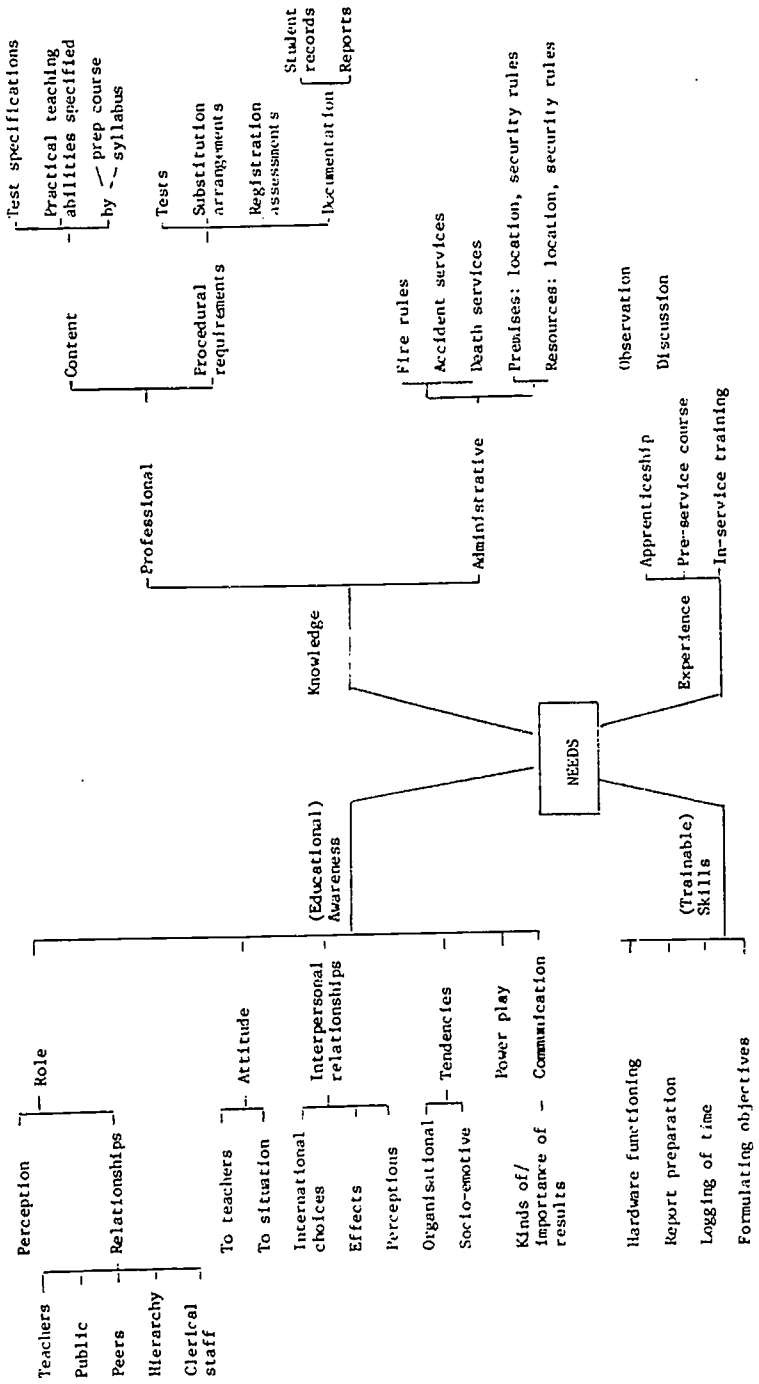 Teachers
Public
Peers
Hierarchy
Clerical
staff
Perception
Relationships
Role
To teachers
To situation
Attitude
International
choices
Effects
Perceptions
Interpersonal
relationships
Organisational
Socio-emotive
Tendencies
Power play
Kinds of/
importance of
results
Communication
(Educational)
Awareness
Hardware functioning
Report preparation
Logging of time
Formulating objectives
(Trainable)
Skills
NEEDS
Knowledge
Professional
Content
Test specifications
Practical teaching
abilities specified
by prep course
syllabus
Procedural
requirements
Tests
Substitution
arrangements
Registration
assessments
Documentation
Student
records
Reports
Administrative
Fire rules
Accident services
Death services
Premises: location, security rules
Resources: location, security rules
Experience
Apprenticeship
Pre-service course
In-service training
Observation
Discussion